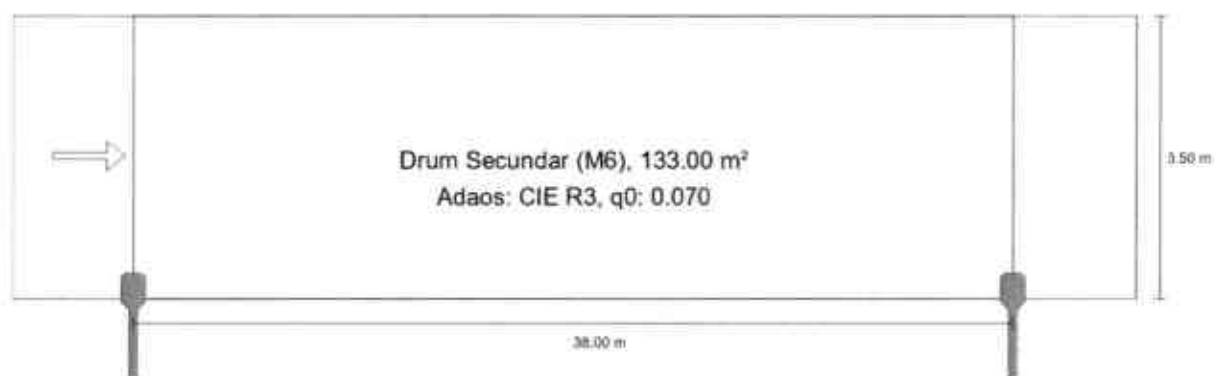 Drum Secundar (M6), 133.00 m²
Adaos: CIE R3, q0: 0.070
3.50 m
38.00 m